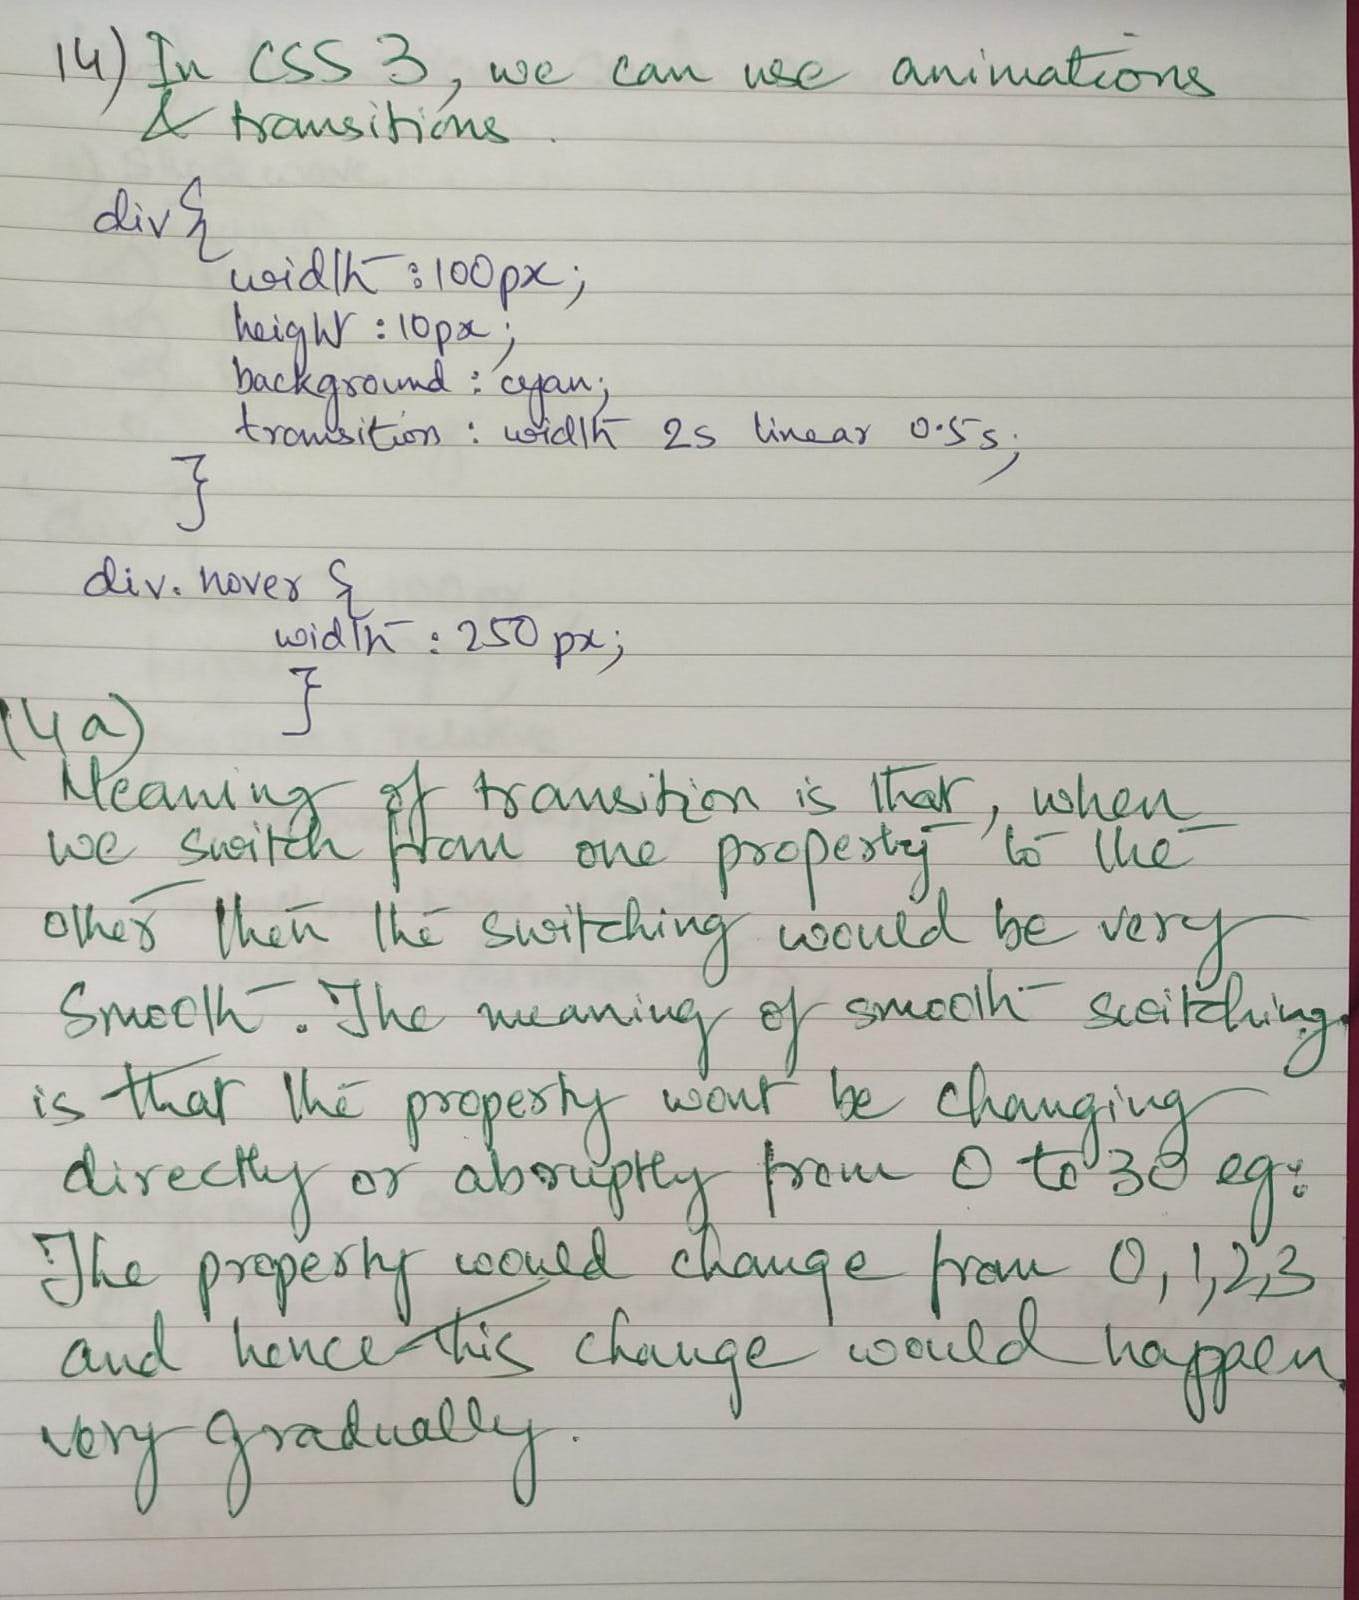 14) In CSS 3, we can use animations
& transitions.
div {
width : 100px;
height : 10px;
background : cyan;
transition : width 2s linear 0.5s;
}
div. hover {
width : 250 px;
}
14a)
Meaning of transition is that, when
we switch from one property to the
other then the switching would be very
Smooth. The meaning of smooth switching
is that the property wont be changing
directly or abruptly from 0 to 30 eg:
The property would change from 0, 1, 2, 3
and hence this change would happen
very gradually.